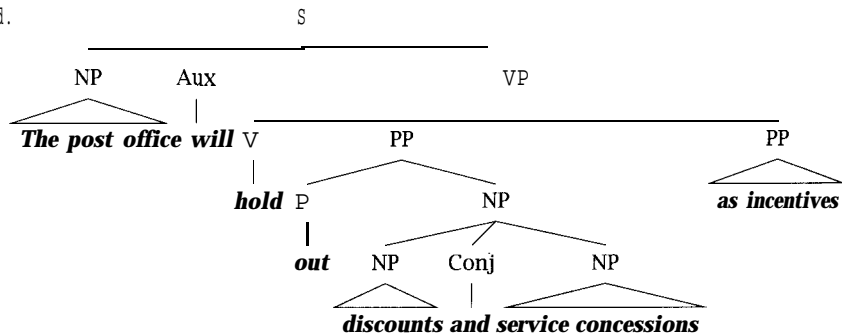 d. S
NP Aux VP
The post office will V PP PP
hold P NP as incentives
out NP Conj NP
discounts and service concessions